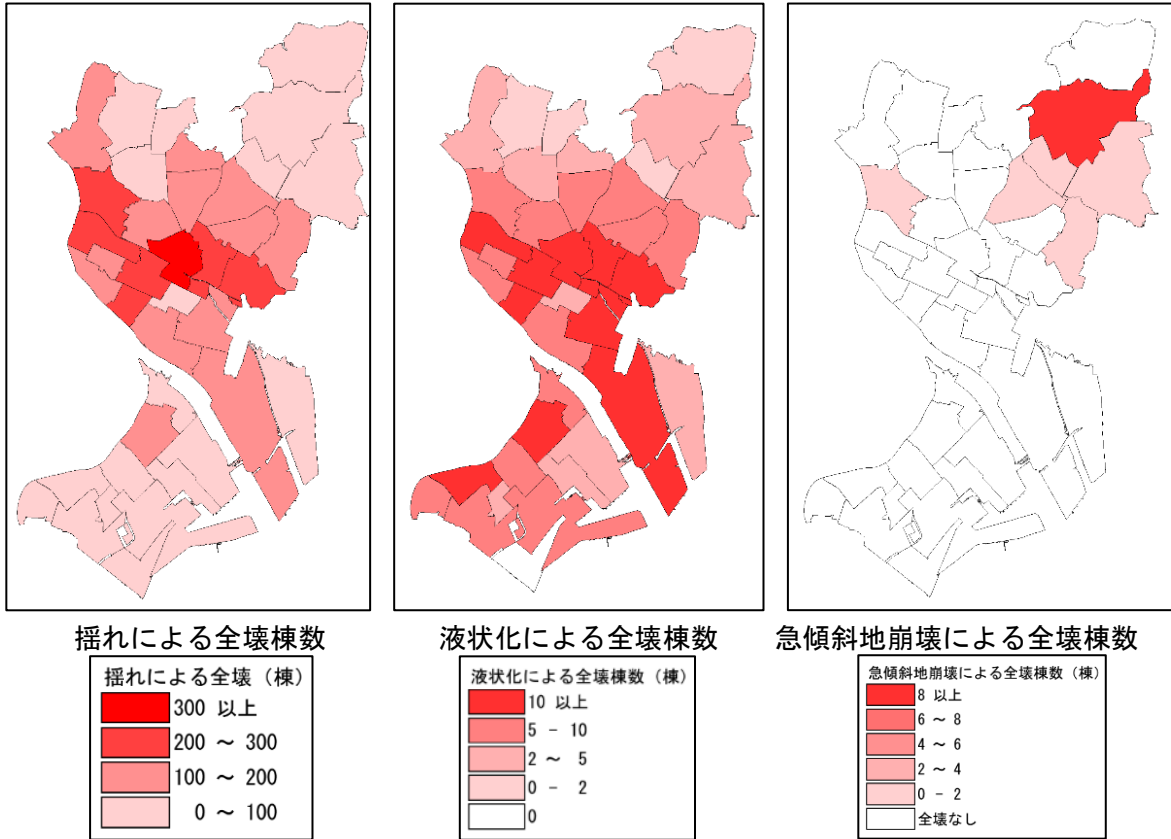 揺れによる全壊棟数
液状化による全壊棟数
急傾斜地崩壊による全壊棟数
揺れによる全壊（棟）
300 以上
200 ～ 300
100 ～ 200
0 ～ 100
液状化による全壊棟数（棟）
10 以上
5 - 10
2 ～ 5
0 - 2
0
急傾斜地崩壊による全壊棟数（棟）
8 以上
6 ～ 8
4 ～ 6
2 ～ 4
0 - 2
全壊なし